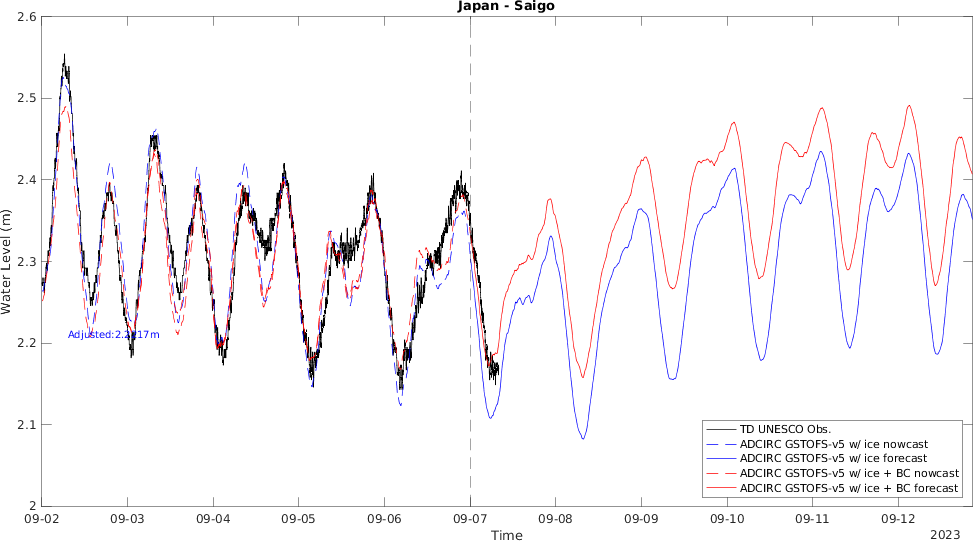 Japan - Saigo
2.6
2.5
2.4
2.3
2.2
2.1
2
Water Level (m)
TD UNESCO Obs.
ADCIRC GSTOFS-v5 w/ ice nowcast
ADCIRC GSTOFS-v5 w/ ice forecast
ADCIRC GSTOFS-v5 w/ ice + BC nowcast
ADCIRC GSTOFS-v5 w/ ice + BC forecast
09-02 09-03 09-04 09-05 09-06 09-07 09-08 09-09 09-10 09-11 09-12
Time
2023